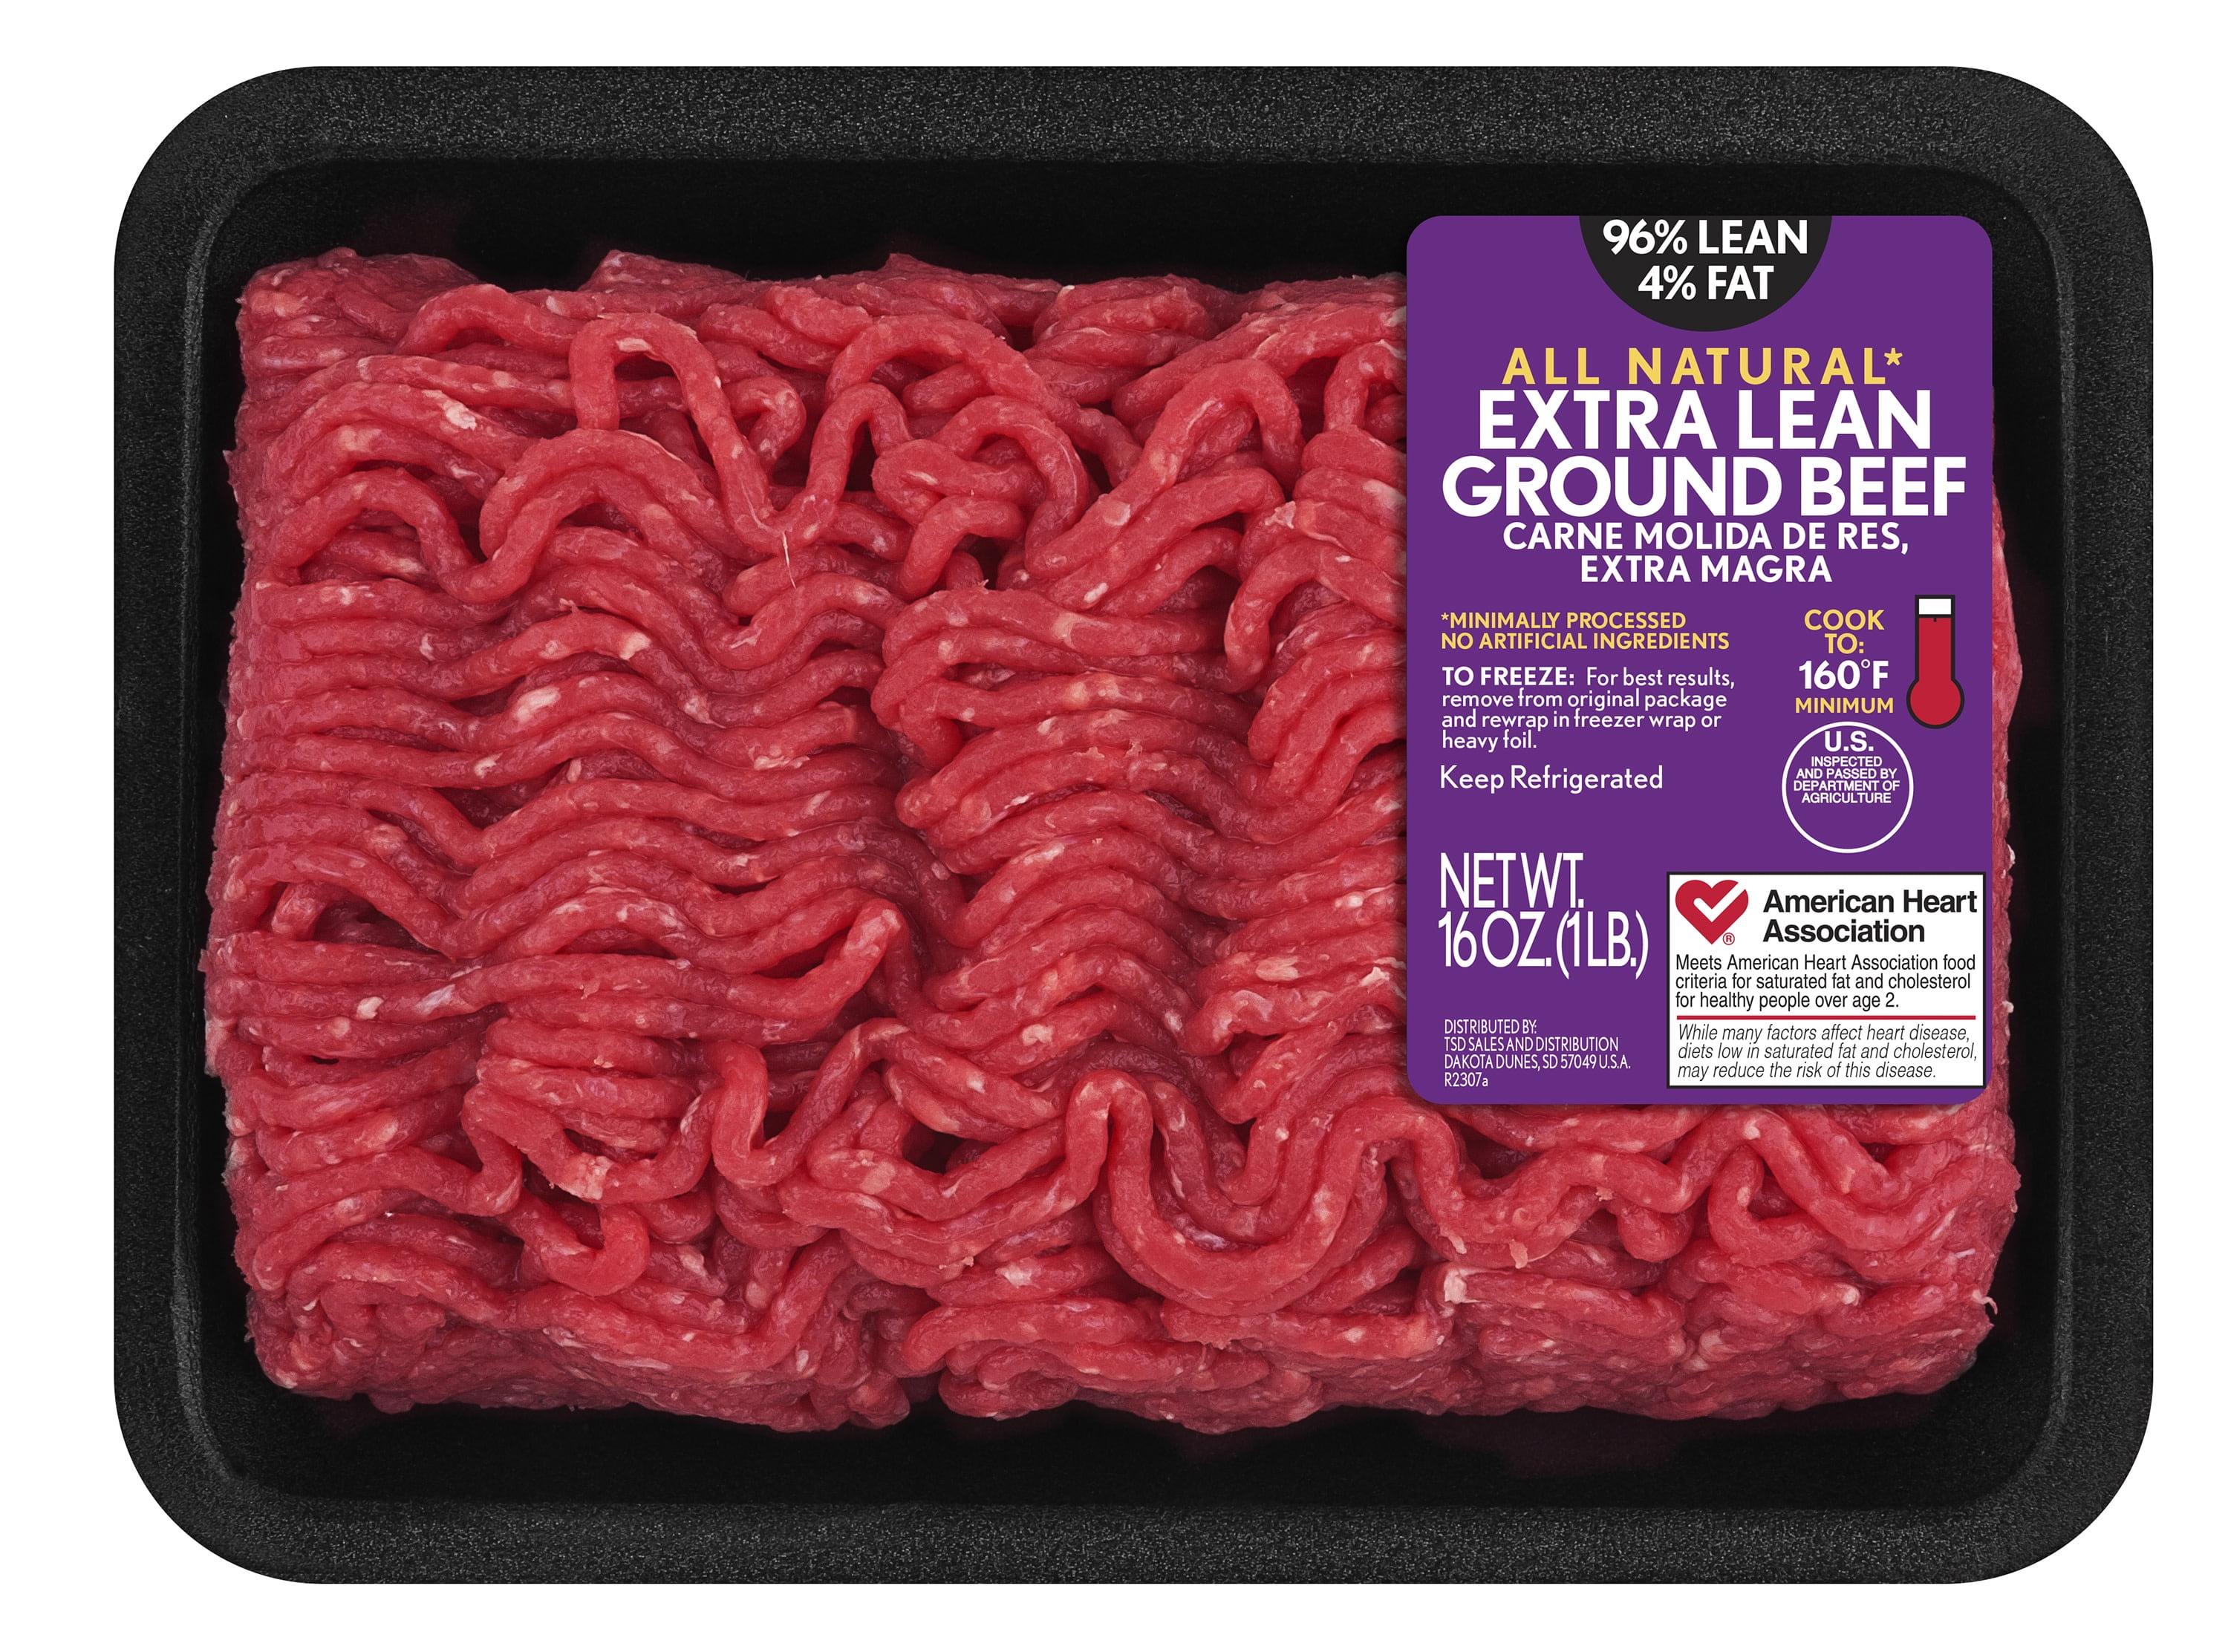 96% LEAN
4% FAT
ALL NATURAL*
EXTRA LEAN
GROUND BEEF
CARNE MOLIDA DE RES,
EXTRA MAGRA
*MINIMALLY PROCESSED
NO ARTIFICIAL INGREDIENTS
TO FREEZE: For best results,
remove from original package
and rewrap in freezer wrap or
heavy foil.
Keep Refrigerated
COOK
TO:
160°F
MINIMUM
U.S.
INSPECTED
AND PASSED BY
DEPARTMENT OF
AGRICULTURE
NET WT.
16 OZ. (1 LB.)
American Heart
Association
®
Meets American Heart Association food
criteria for saturated fat and cholesterol
for healthy people over age 2.
While many factors affect heart disease,
diets low in saturated fat and cholesterol,
may reduce the risk of this disease.
DISTRIBUTED BY:
TSD SALES AND DISTRIBUTION
DAKOTA DUNES, SD 57049 U.S.A.
R2307a